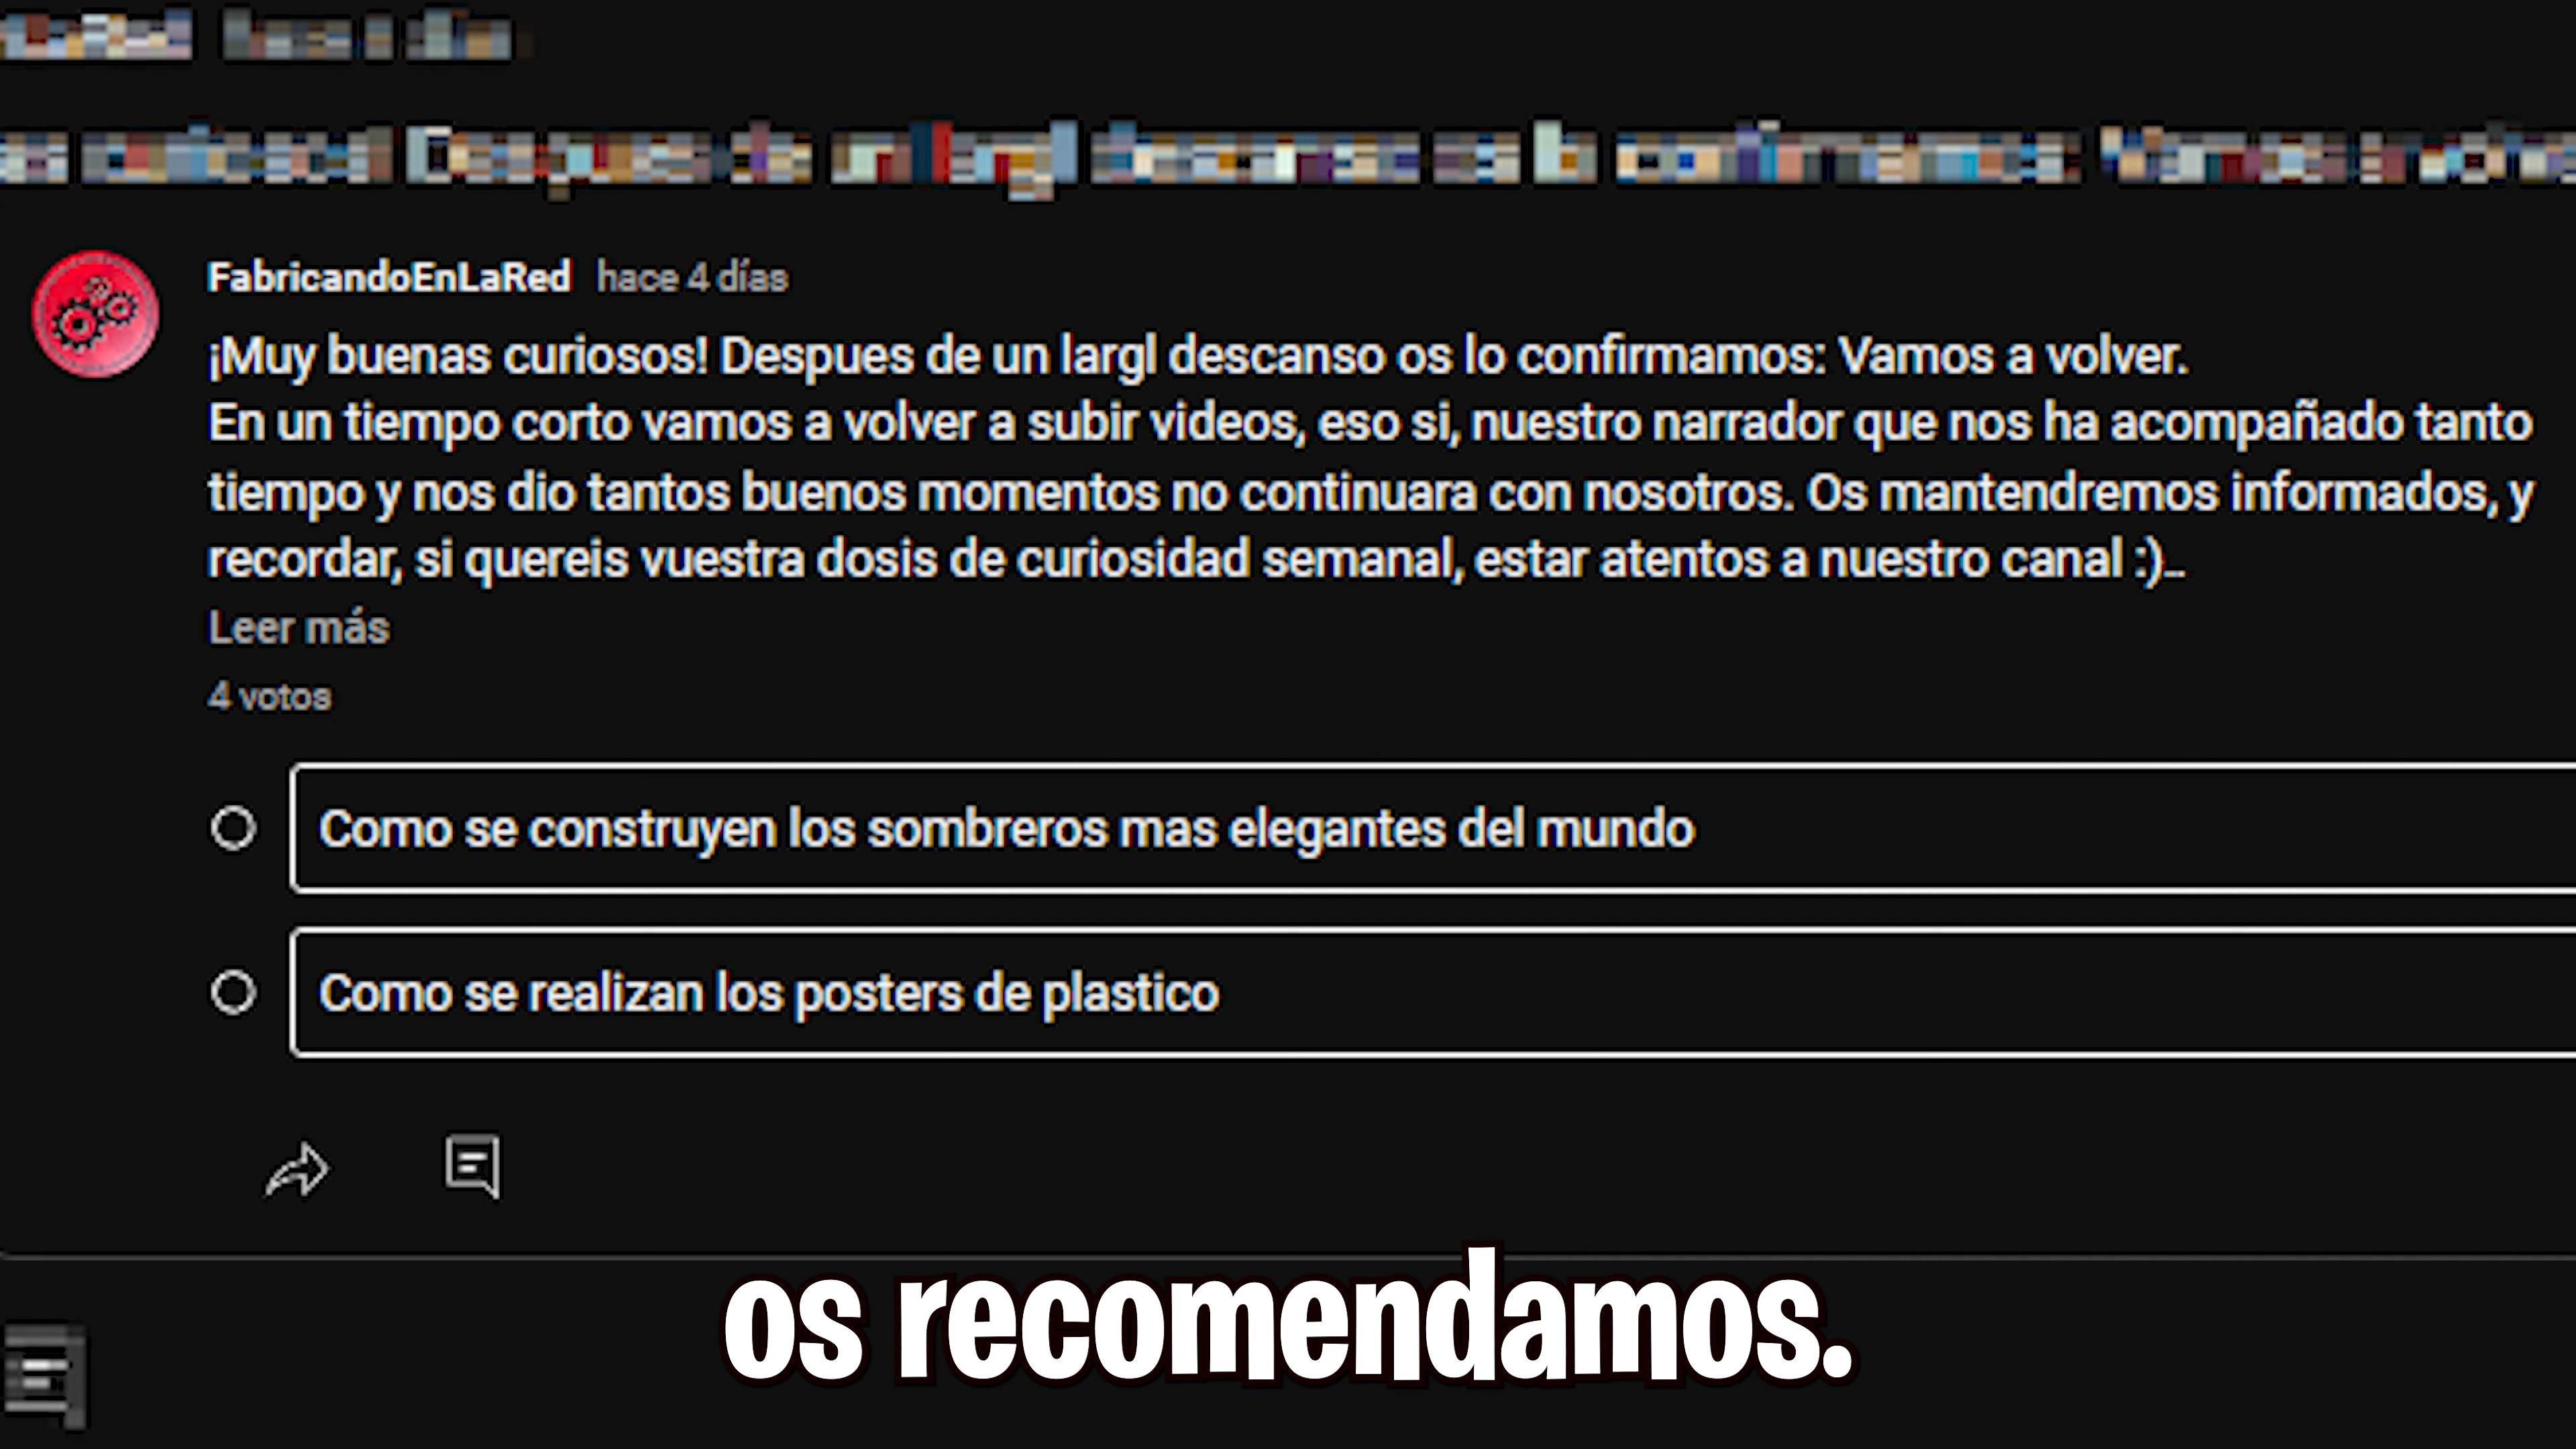 FabricandoEnLaRed hace 4 días
¡Muy buenas curiosos! Despues de un largl descanso os lo confirmamos: Vamos a volver.
En un tiempo corto vamos a volver a subir videos, eso si, nuestro narrador que nos ha acompañado tanto
tiempo y nos dio tantos buenos momentos no continuara con nosotros. Os mantendremos informados, y
recordar, si quereis vuestra dosis de curiosidad semanal, estar atentos a nuestro canal :)..
Leer más
4 votos
Como se construyen los sombreros mas elegantes del mundo
Como se realizan los posters de plastico
os recomendamos.